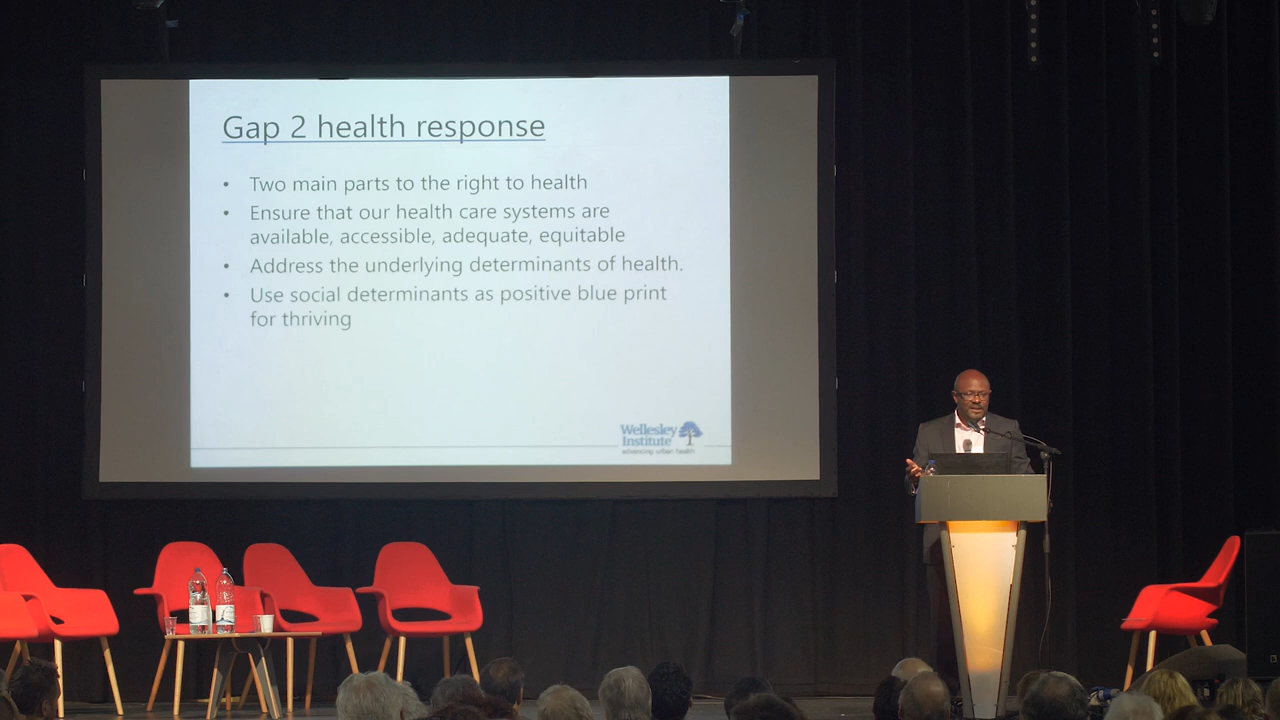 Gap 2 health response
• Two main parts to the right to health
• Ensure that our health care systems are
available, accessible, adequate, equitable
• Address the underlying determinants of health.
• Use social determinants as positive blue print
for thriving
Wellesley
Institute
advancing urban health